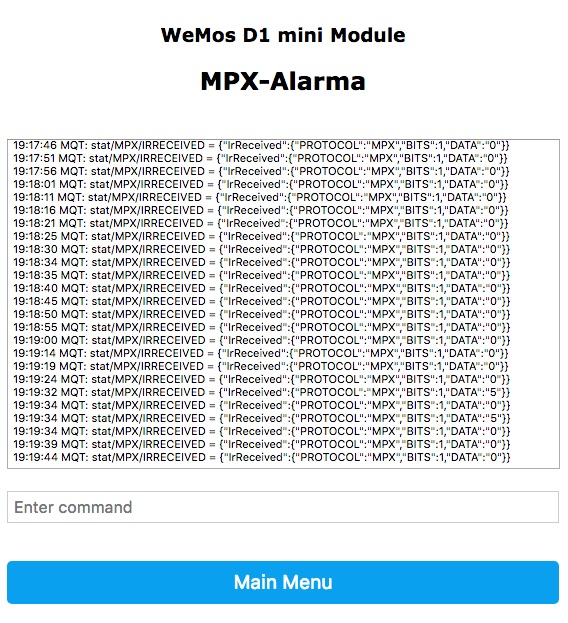 WeMos D1 mini Module
MPX-Alarma
19:17:46 MQT: stat/MPX/IRRECEIVED = {"IrReceived":{"PROTOCOL":"MPX","BITS":1,"DATA":"0"}}
19:17:51 MQT: stat/MPX/IRRECEIVED = {"IrReceived":{"PROTOCOL":"MPX","BITS":1,"DATA":"0"}}
19:17:56 MQT: stat/MPX/IRRECEIVED = {"IrReceived":{"PROTOCOL":"MPX","BITS":1,"DATA":"0"}}
19:18:01 MQT: stat/MPX/IRRECEIVED = {"IrReceived":{"PROTOCOL":"MPX","BITS":1,"DATA":"0"}}
19:18:11 MQT: stat/MPX/IRRECEIVED = {"IrReceived":{"PROTOCOL":"MPX","BITS":1,"DATA":"0"}}
19:18:16 MQT: stat/MPX/IRRECEIVED = {"IrReceived":{"PROTOCOL":"MPX","BITS":1,"DATA":"0"}}
19:18:21 MQT: stat/MPX/IRRECEIVED = {"IrReceived":{"PROTOCOL":"MPX","BITS":1,"DATA":"0"}}
19:18:25 MQT: stat/MPX/IRRECEIVED = {"IrReceived":{"PROTOCOL":"MPX","BITS":1,"DATA":"0"}}
19:18:30 MQT: stat/MPX/IRRECEIVED = {"IrReceived":{"PROTOCOL":"MPX","BITS":1,"DATA":"0"}}
19:18:34 MQT: stat/MPX/IRRECEIVED = {"IrReceived":{"PROTOCOL":"MPX","BITS":1,"DATA":"0"}}
19:18:35 MQT: stat/MPX/IRRECEIVED = {"IrReceived":{"PROTOCOL":"MPX","BITS":1,"DATA":"0"}}
19:18:40 MQT: stat/MPX/IRRECEIVED = {"IrReceived":{"PROTOCOL":"MPX","BITS":1,"DATA":"0"}}
19:18:45 MQT: stat/MPX/IRRECEIVED = {"IrReceived":{"PROTOCOL":"MPX","BITS":1,"DATA":"0"}}
19:18:50 MQT: stat/MPX/IRRECEIVED = {"IrReceived":{"PROTOCOL":"MPX","BITS":1,"DATA":"0"}}
19:18:55 MQT: stat/MPX/IRRECEIVED = {"IrReceived":{"PROTOCOL":"MPX","BITS":1,"DATA":"0"}}
19:19:00 MQT: stat/MPX/IRRECEIVED = {"IrReceived":{"PROTOCOL":"MPX","BITS":1,"DATA":"0"}}
19:19:14 MQT: stat/MPX/IRRECEIVED = {"IrReceived":{"PROTOCOL":"MPX","BITS":1,"DATA":"0"}}
19:19:19 MQT: stat/MPX/IRRECEIVED = {"IrReceived":{"PROTOCOL":"MPX","BITS":1,"DATA":"0"}}
19:19:24 MQT: stat/MPX/IRRECEIVED = {"IrReceived":{"PROTOCOL":"MPX","BITS":1,"DATA":"0"}}
19:19:32 MQT: stat/MPX/IRRECEIVED = {"IrReceived":{"PROTOCOL":"MPX","BITS":1,"DATA":"5"}}
19:19:34 MQT: stat/MPX/IRRECEIVED = {"IrReceived":{"PROTOCOL":"MPX","BITS":1,"DATA":"0"}}
19:19:34 MQT: stat/MPX/IRRECEIVED = {"IrReceived":{"PROTOCOL":"MPX","BITS":1,"DATA":"5"}}
19:19:34 MQT: stat/MPX/IRRECEIVED = {"IrReceived":{"PROTOCOL":"MPX","BITS":1,"DATA":"0"}}
19:19:39 MQT: stat/MPX/IRRECEIVED = {"IrReceived":{"PROTOCOL":"MPX","BITS":1,"DATA":"0"}}
19:19:44 MQT: stat/MPX/IRRECEIVED = {"IrReceived":{"PROTOCOL":"MPX","BITS":1,"DATA":"0"}}
Enter command
Main Menu